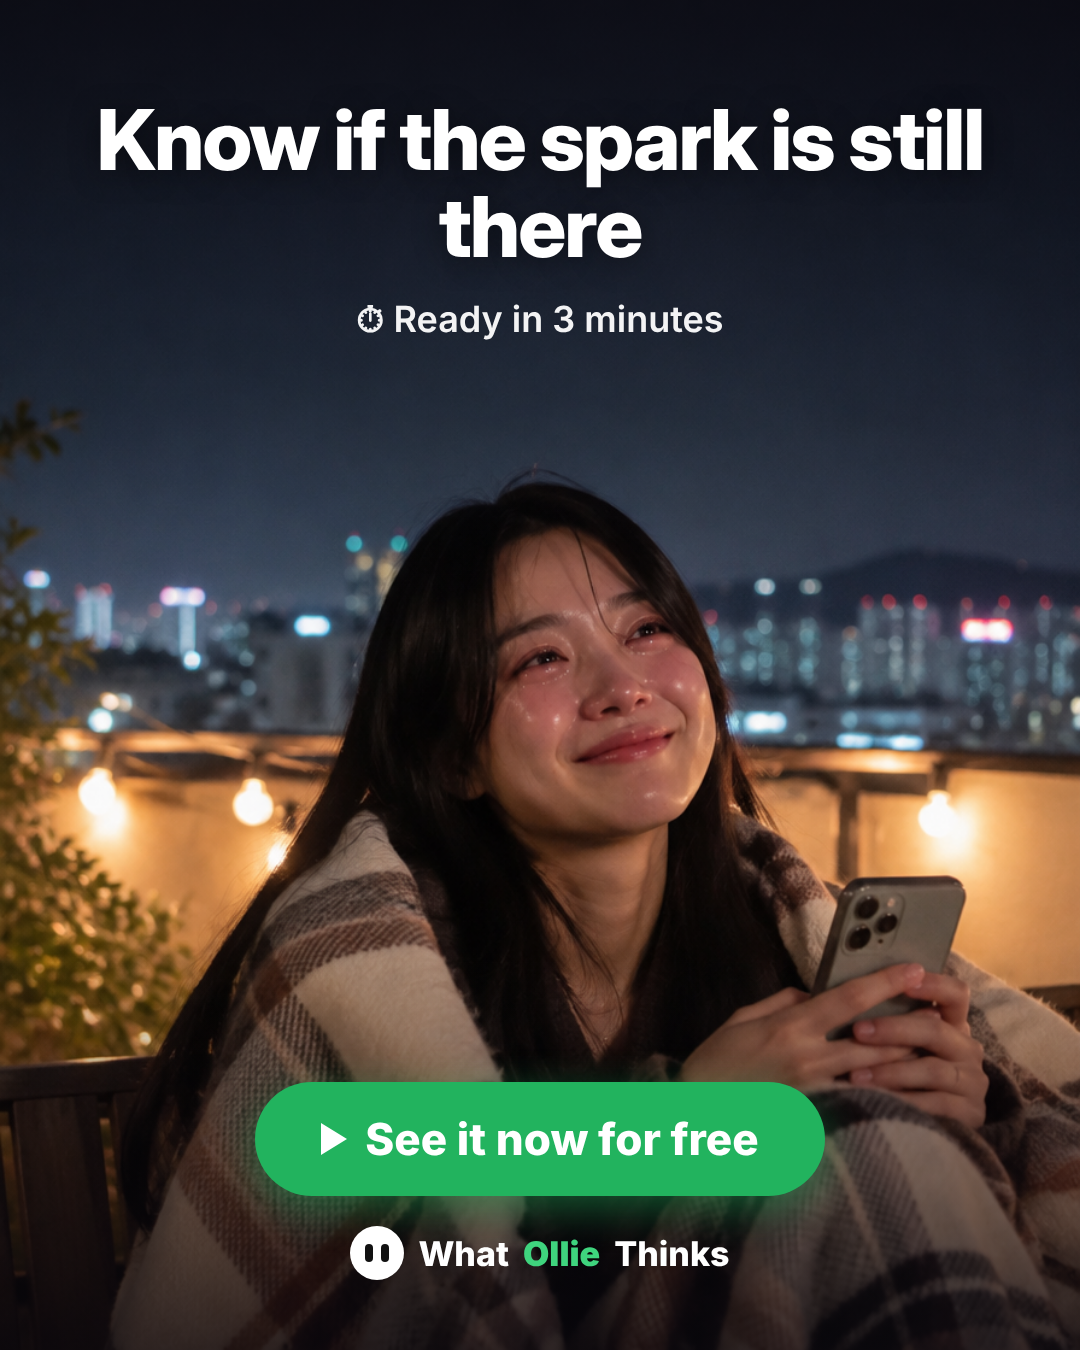 Know if the spark is still
there
⏱ Ready in 3 minutes
▶ See it now for free
What Ollie Thinks